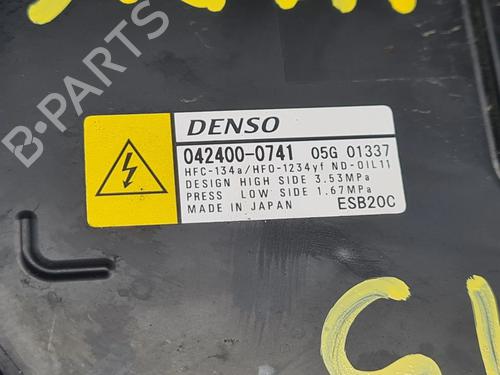 DENSO
042400-0741 05G 01337
HFC-134a/HFO-1234yf ND-OIL11
DESIGN HIGH SIDE 3.53MPa
PRESS LOW SIDE 1.67MPa
MADE IN JAPAN ESB20C
B-PARTS